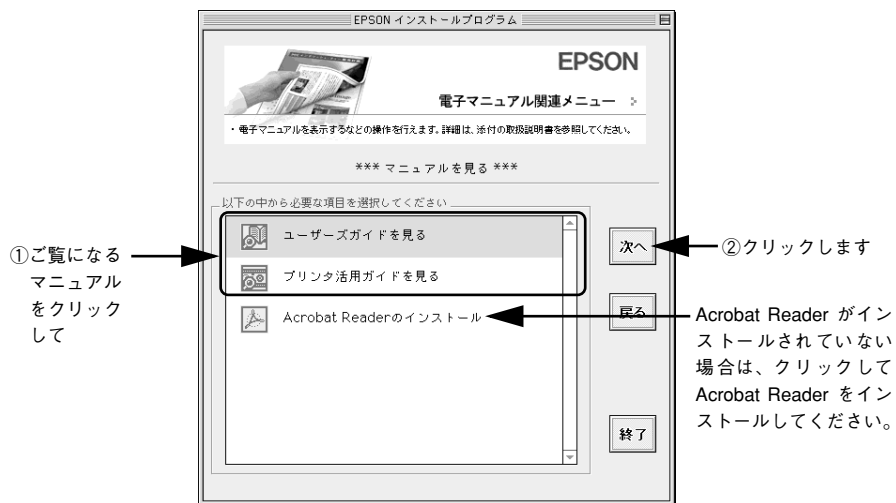 EPSON インストールプログラム
EPSON
電子マニュアル関連メニュー
・電子マニュアルを表示するなどの操作を行えます。詳細は、添付の取扱説明書を参照してください。
*** マニュアルを見る ***
以下の中から必要な項目を選択してください
ユーザーズガイドを見る
プリンタ活用ガイドを見る
Acrobat Readerのインストール
次へ
戻る
終了
①ご覧になる
マニュアル
をクリック
して
②クリックします
Acrobat Reader がイン
ストールされていない
場合は、クリックして
Acrobat Reader をイン
ストールしてください。